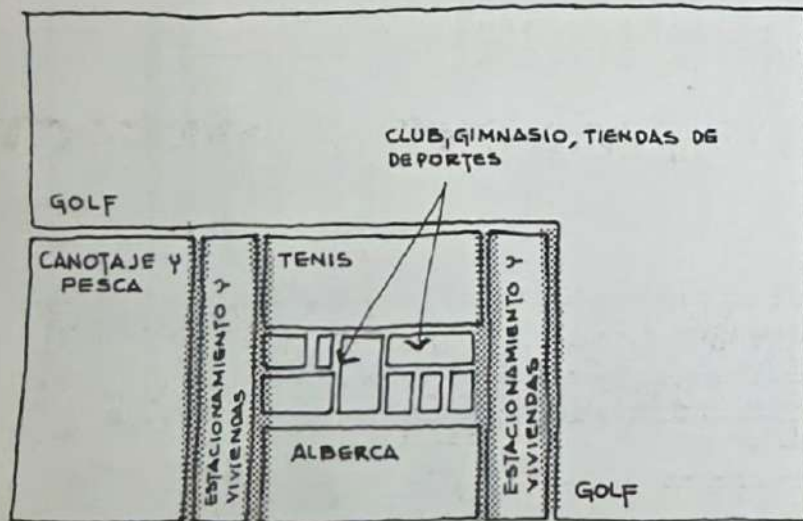 CLUB, GIMNASIO, TIENDAS DE
DEPORTES
GOLF
CANOTAJE Y
PESCA
ESTACIONAMIENTO Y
VIVIENDAS
TENIS
ESTACIONAMIENTO Y
VIVIENDAS
ALBERCA
GOLF